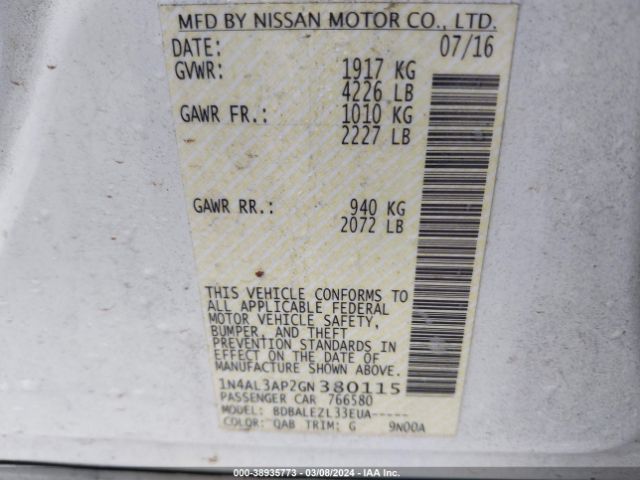 MFD BY NISSAN MOTOR CO., LTD.
DATE: 07/16
GVWR: 1917 KG
4226 LB
GAWR FR.: 1010 KG
2227 LB
GAWR RR.: 940 KG
2072 LB
THIS VEHICLE CONFORMS TO
ALL APPLICABLE FEDERAL
MOTOR VEHICLE SAFETY,
BUMPER, AND THEFT
PREVENTION STANDARDS IN
EFFECT ON THE DATE OF
MANUFACTURE SHOWN ABOVE.
1N4AL3AP2GN380115
PASSENGER CAR 766580
MODEL: BDBALEZL33EUA-----
COLOR: QAB TRIM: G 9N00A
000-38935773 — 03/08/2024 — IAA Inc.